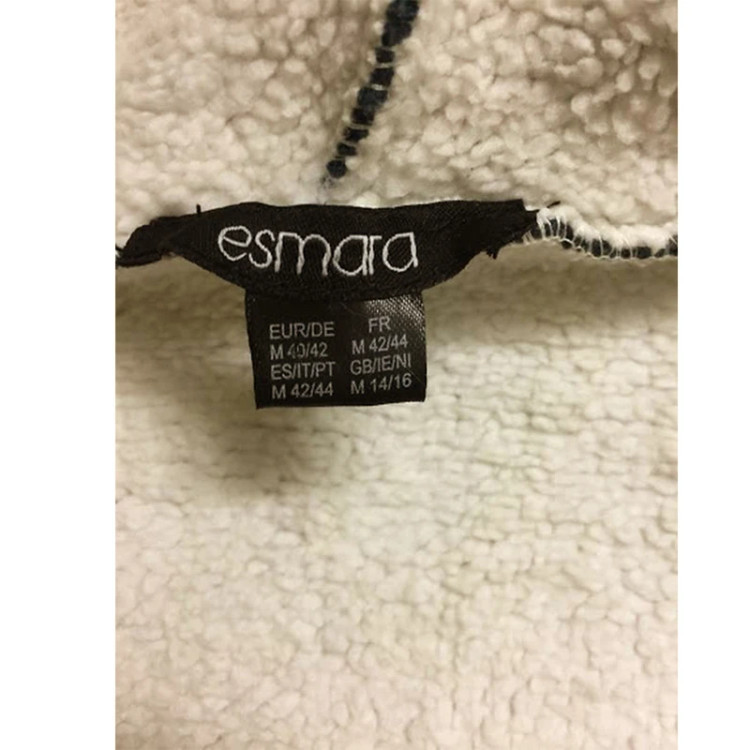 esmara
EUR/DE FR
M 40/42 M 42/44
ES/IT/PT GB/IE/NI
M 42/44 M 14/16